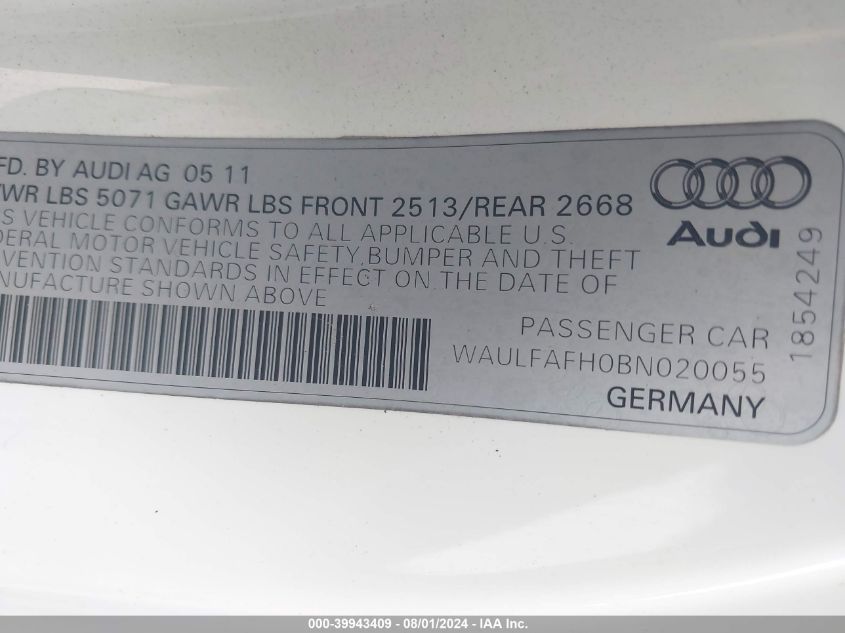 FD. BY AUDI AG 05 11
WR LBS 5071 GAWR LBS FRONT 2513/REAR 2668
S VEHICLE CONFORMS TO ALL APPLICABLE U.S.
DERAL MOTOR VEHICLE SAFETY, BUMPER AND THEFT
EVENTION STANDARDS IN EFFECT ON THE DATE OF
NUFACTURE SHOWN ABOVE
Audi
1854249
PASSENGER CAR
WAULFAFH0BN020055
GERMANY
000-39943409 - 08/01/2024 - IAA Inc.